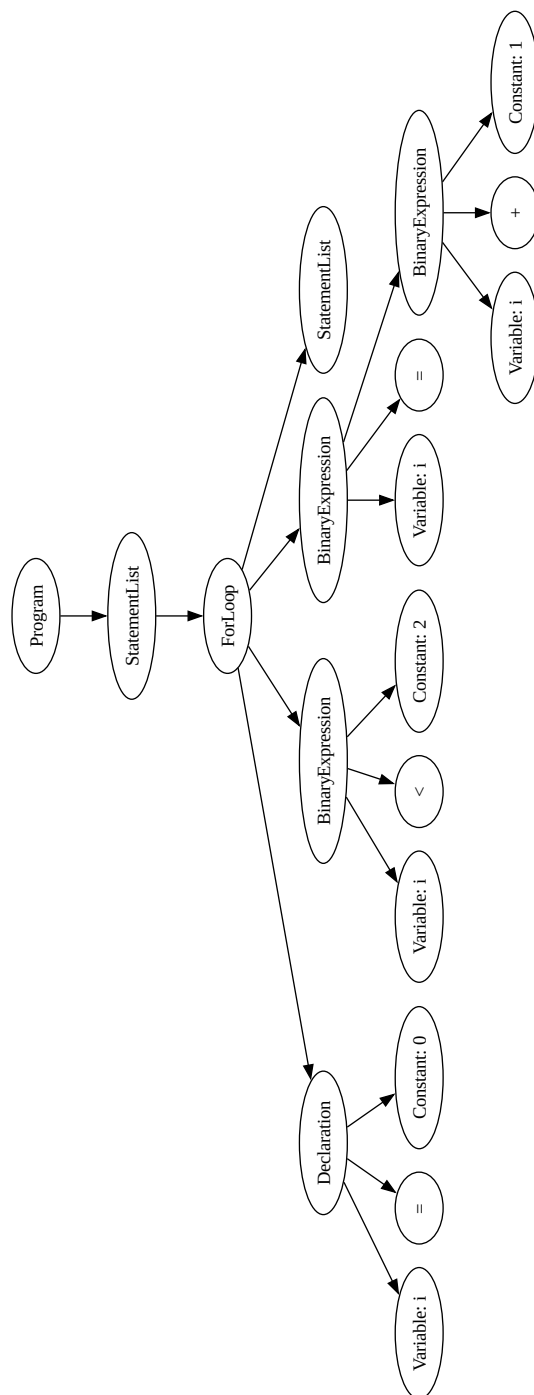 Program
StatementList
ForLoop
Declaration
BinaryExpression
BinaryExpression
StatementList
Variable: i
=
Constant: 0
Variable: i
<
Constant: 2
Variable: i
=
BinaryExpression
Variable: i
+
Constant: 1